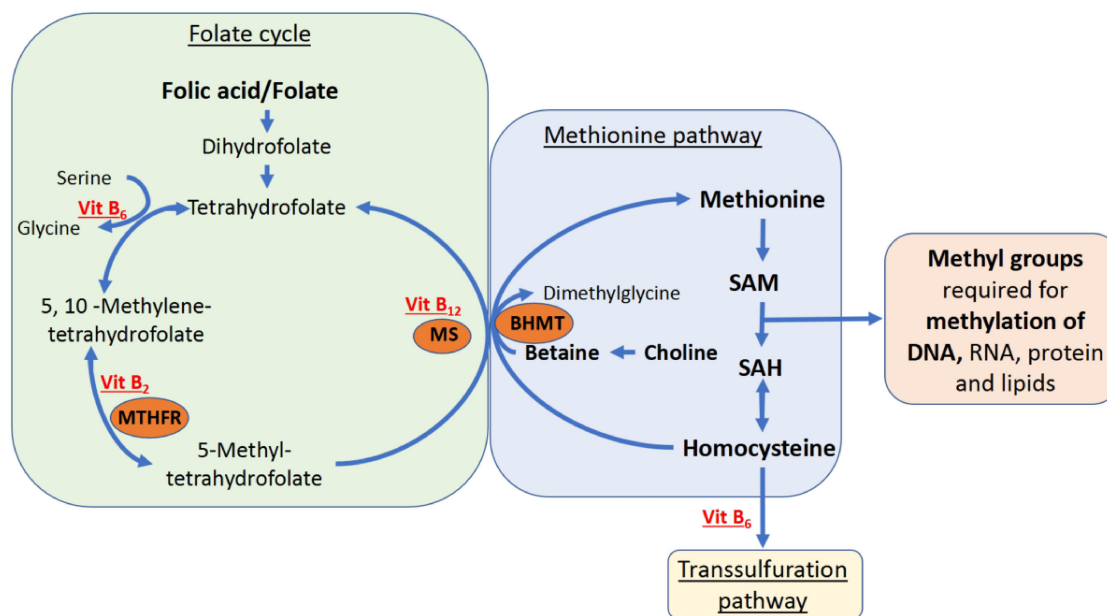 Folate cycle
Folic acid/Folate
Dihydrofolate
Serine
Vit B6
Glycine
Tetrahydrofolate
5, 10 -Methylene-
tetrahydrofolate
Vit B2
MTHFR
5-Methyl-
tetrahydrofolate
Vit B12
MS
Methionine pathway
Methionine
Dimethylglycine
SAM
BHMT
Betaine
Choline
SAH
Homocysteine
Vit B6
Transsulfuration
pathway
Methyl groups
required for
methylation of
DNA, RNA, protein
and lipids